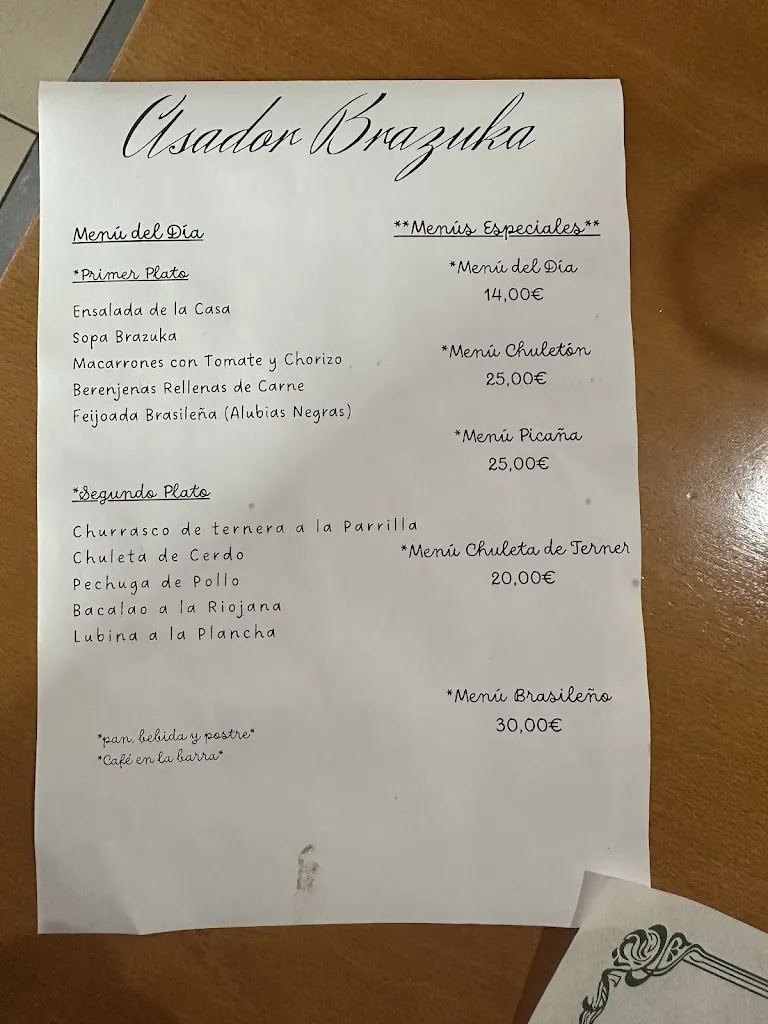 Asador Brazuka
Menú del Día
*Primer Plato
Ensalada de la Casa
Sopa Brazuka
Macarrones con Tomate y Chorizo
Berenjenas Rellenas de Carne
Feijoada Brasileña (Alubias Negras)
*Segundo Plato
Churrasco de ternera a la Parrilla
Chuleta de Cerdo
Pechuga de Pollo
Bacalao a la Riojana
Lubina a la Plancha
*pan, bebida y postre*
*Café en la barra*
**Menús Especiales**
*Menú del Día
14,00€
*Menú Chuletón
25,00€
*Menú Picaña
25,00€
*Menú Chuleta de Terner
20,00€
*Menú Brasileño
30,00€